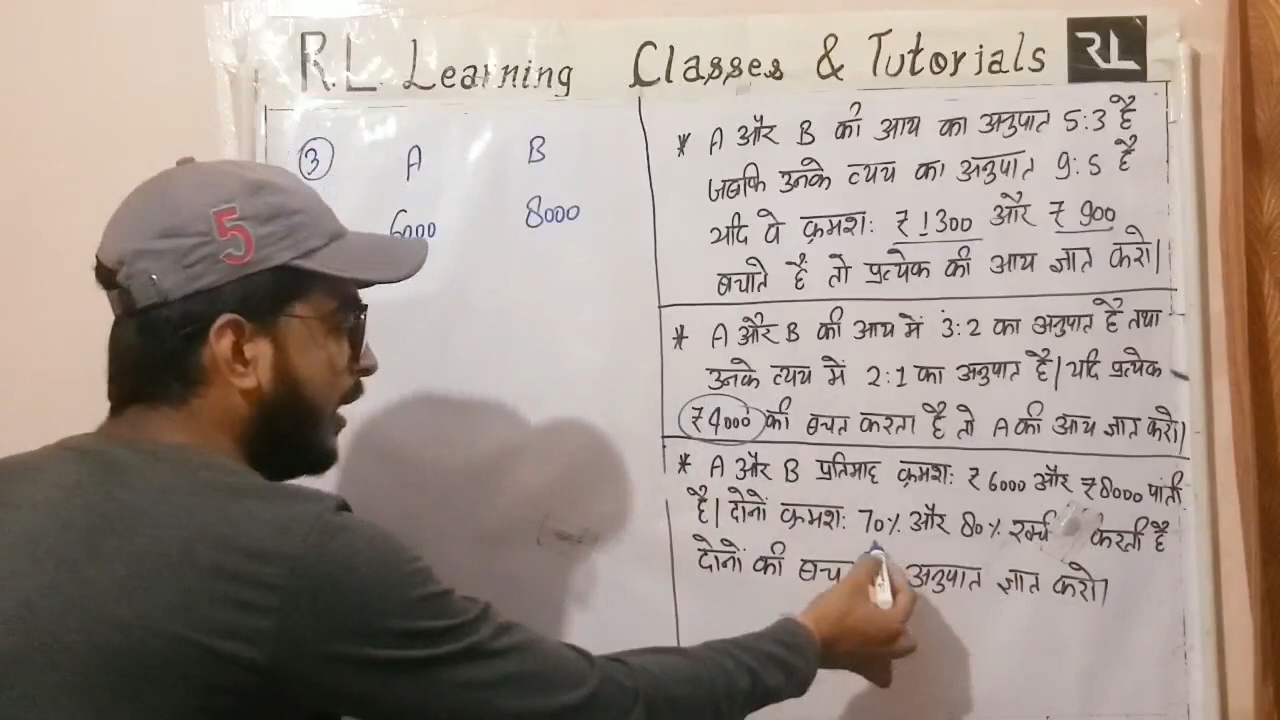 R.L. Learning Classes & Tutorials
RL
5
③ A B
6000 8000
* A और B की आय का अनुपात 5:3 है
जबकि उनके व्यय का अनुपात 9:5 है
यदि वे क्रमश: ₹1300 और ₹900
बचाते है तो प्रत्येक की आय ज्ञात करो।
* A और B की आय में 3:2 का अनुपात है तथा
उनके व्यय में 2:1 का अनुपात है। यदि प्रत्येक
₹4000 की बचत करता है तो A की आय ज्ञात करो।
* A और B प्रतिमाह क्रमश: ₹6000 और ₹8000 पाती
है। दोनों क्रमश: 70% और 80% खर्च करती है
दोनों की अनुपात ज्ञात करो।